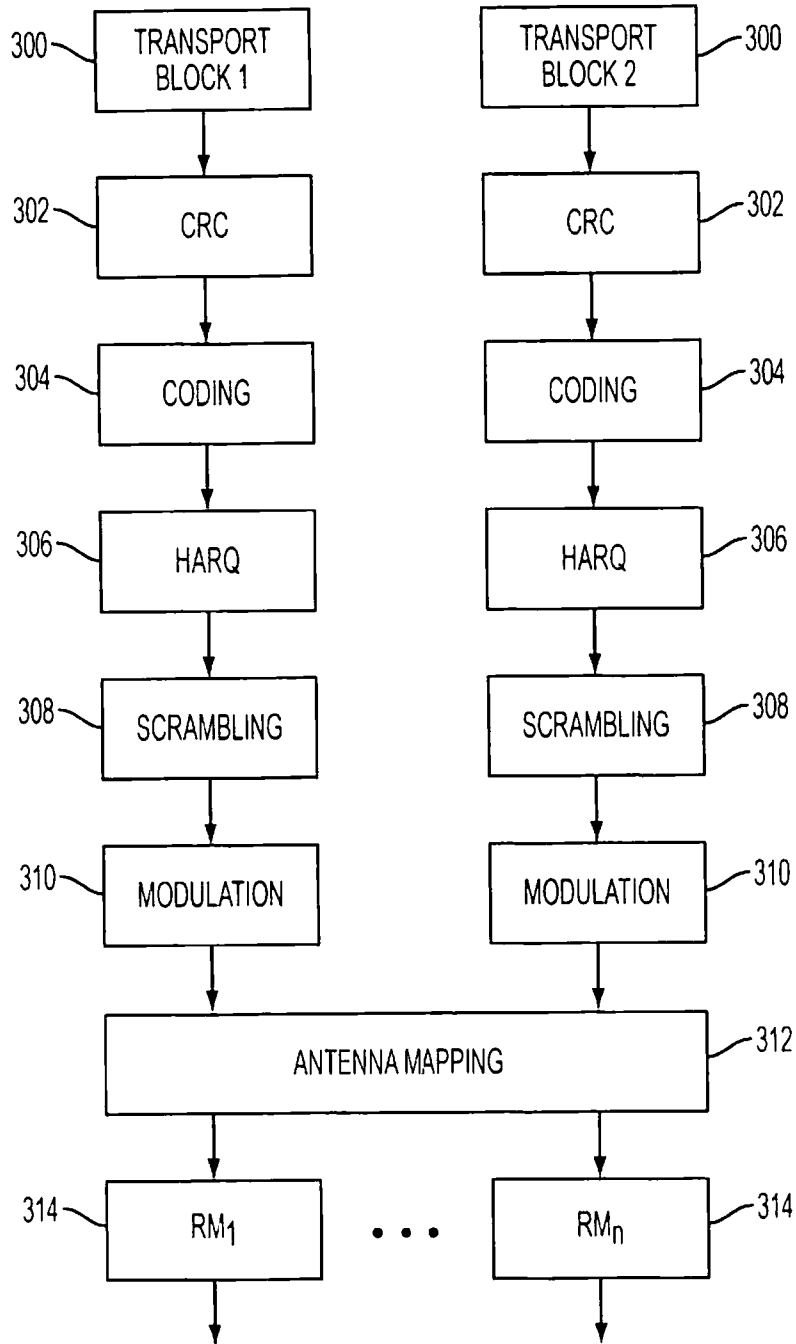 300
TRANSPORT
BLOCK 1
TRANSPORT
BLOCK 2
300
302
CRC
CRC
302
304
CODING
CODING
304
306
HARQ
HARQ
306
308
SCRAMBLING
SCRAMBLING
308
310
MODULATION
MODULATION
310
ANTENNA MAPPING
312
314
RM1
• • •
RMn
314